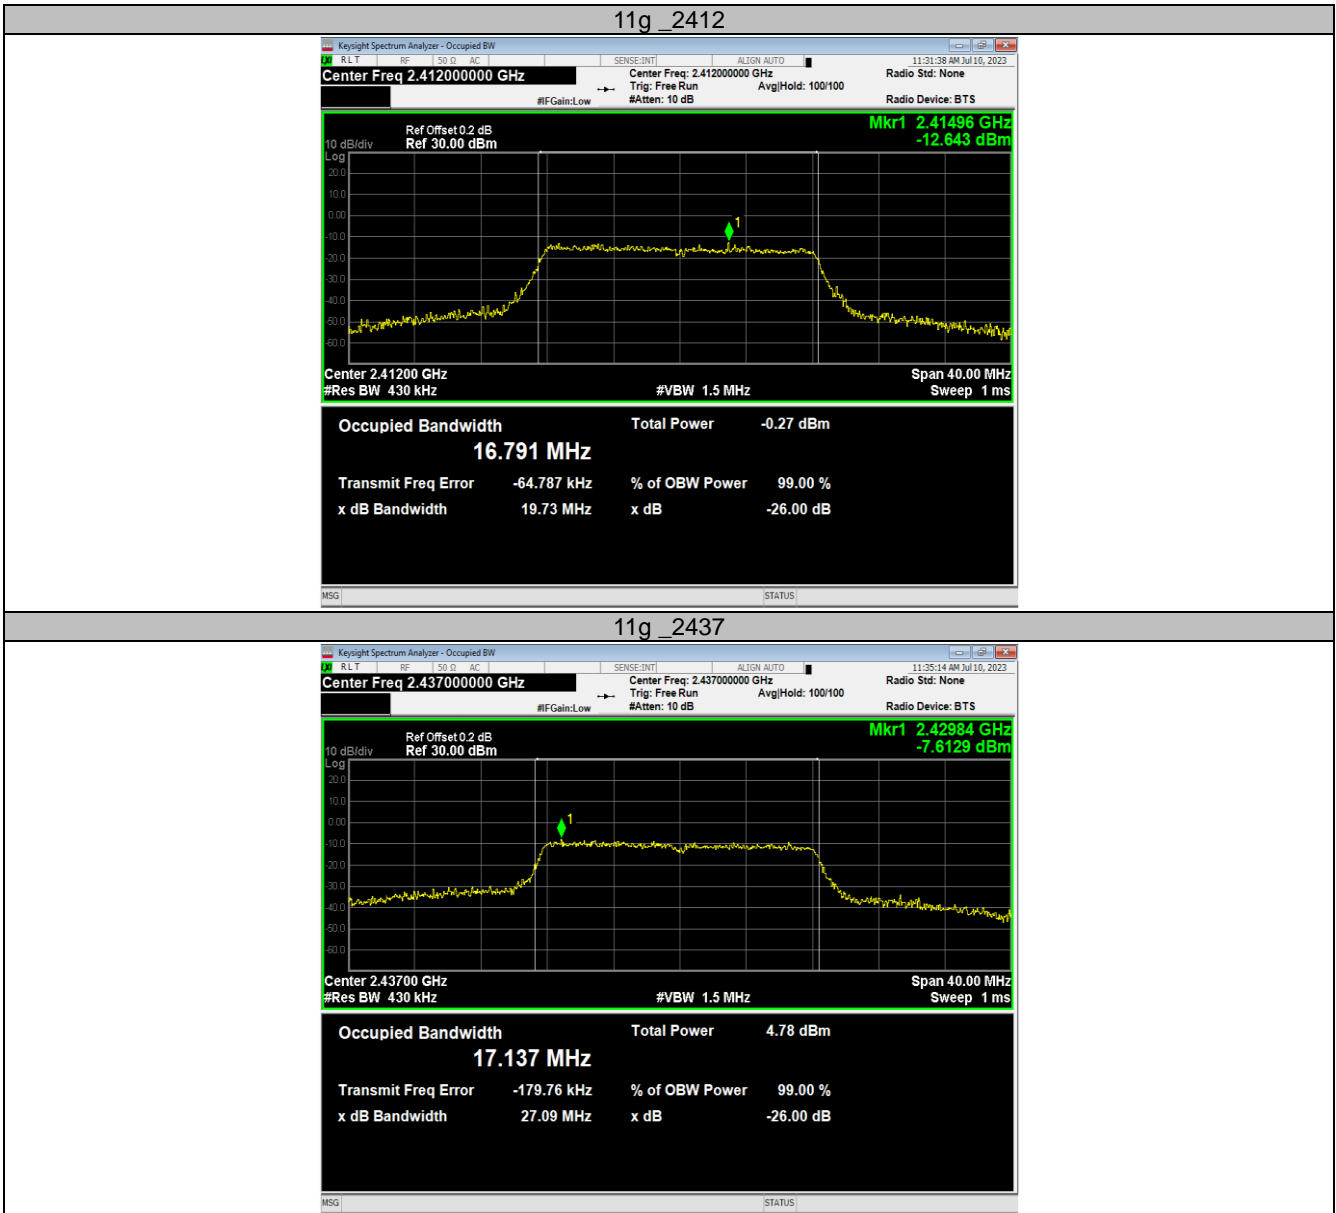 11g _2412
Keysight Spectrum Analyzer - Occupied BW
LXI RLT RF 50 Ω AC SENSE:INT ALIGN AUTO 11:31:38 AM Jul 10, 2023
Center Freq 2.412000000 GHz Center Freq: 2.412000000 GHz Radio Std: None
Trig: Free Run Avg|Hold: 100/100
#IFGain:Low #Atten: 10 dB Radio Device: BTS
Mkr1 2.41496 GHz
Ref Offset 0.2 dB -12.643 dBm
10 dB/div Ref 30.00 dBm
Log
20.0
10.0
0.00
1
-10.0
-20.0
-30.0
-40.0
-50.0
-60.0
Center 2.41200 GHz Span 40.00 MHz
#Res BW 430 kHz #VBW 1.5 MHz Sweep 1 ms
Occupied Bandwidth Total Power -0.27 dBm
16.791 MHz
Transmit Freq Error -64.787 kHz % of OBW Power 99.00 %
x dB Bandwidth 19.73 MHz x dB -26.00 dB
MSG STATUS
11g _2437
Keysight Spectrum Analyzer - Occupied BW
LXI RLT RF 50 Ω AC SENSE:INT ALIGN AUTO 11:35:14 AM Jul 10, 2023
Center Freq 2.437000000 GHz Center Freq: 2.437000000 GHz Radio Std: None
Trig: Free Run Avg|Hold: 100/100
#IFGain:Low #Atten: 10 dB Radio Device: BTS
Mkr1 2.42984 GHz
Ref Offset 0.2 dB -7.6129 dBm
10 dB/div Ref 30.00 dBm
Log
20.0
10.0
0.00
1
-10.0
-20.0
-30.0
-40.0
-50.0
-60.0
Center 2.43700 GHz Span 40.00 MHz
#Res BW 430 kHz #VBW 1.5 MHz Sweep 1 ms
Occupied Bandwidth Total Power 4.78 dBm
17.137 MHz
Transmit Freq Error -179.76 kHz % of OBW Power 99.00 %
x dB Bandwidth 27.09 MHz x dB -26.00 dB
MSG STATUS